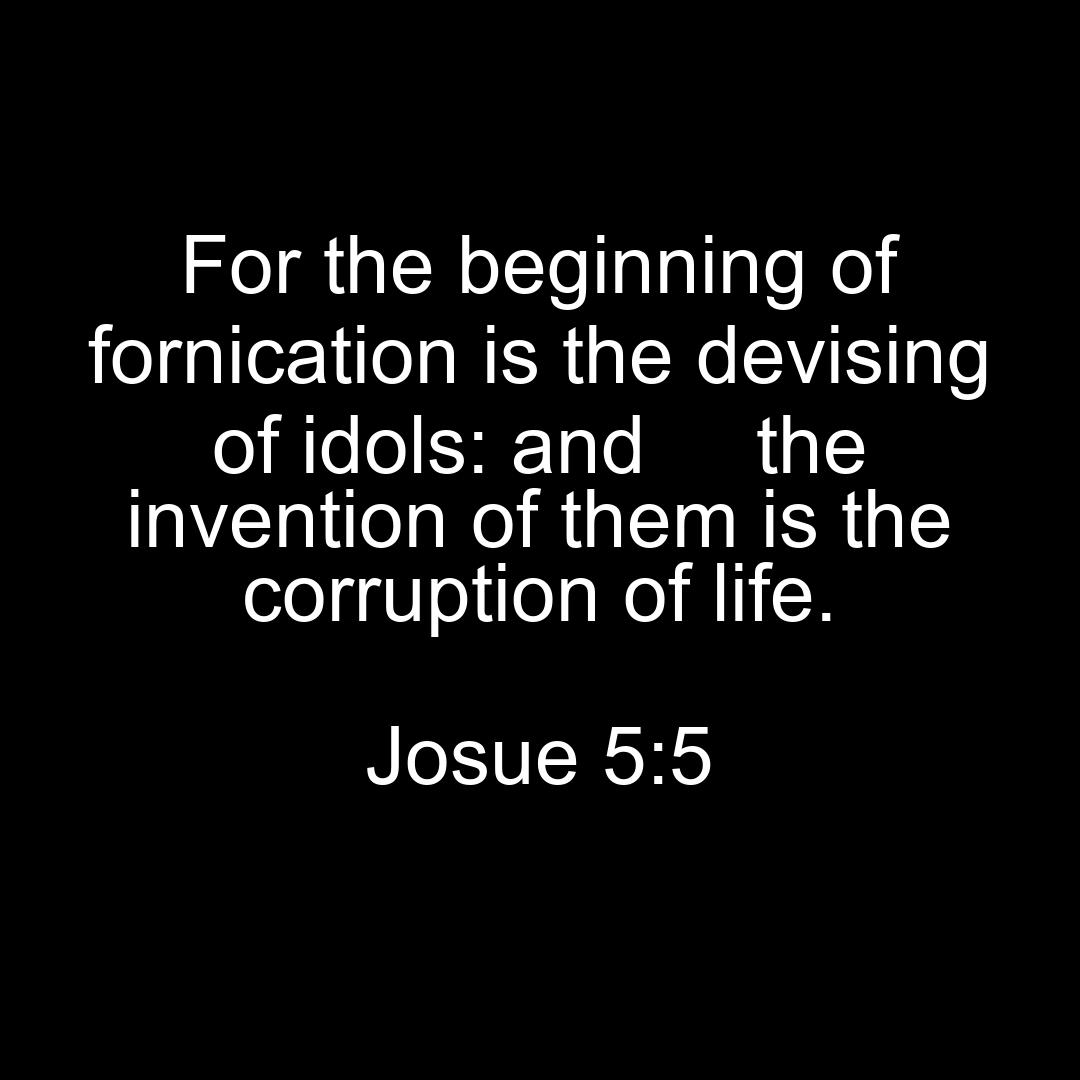 For the beginning of
fornication is the devising
of idols: and the
invention of them is the
corruption of life.
Josue 5:5